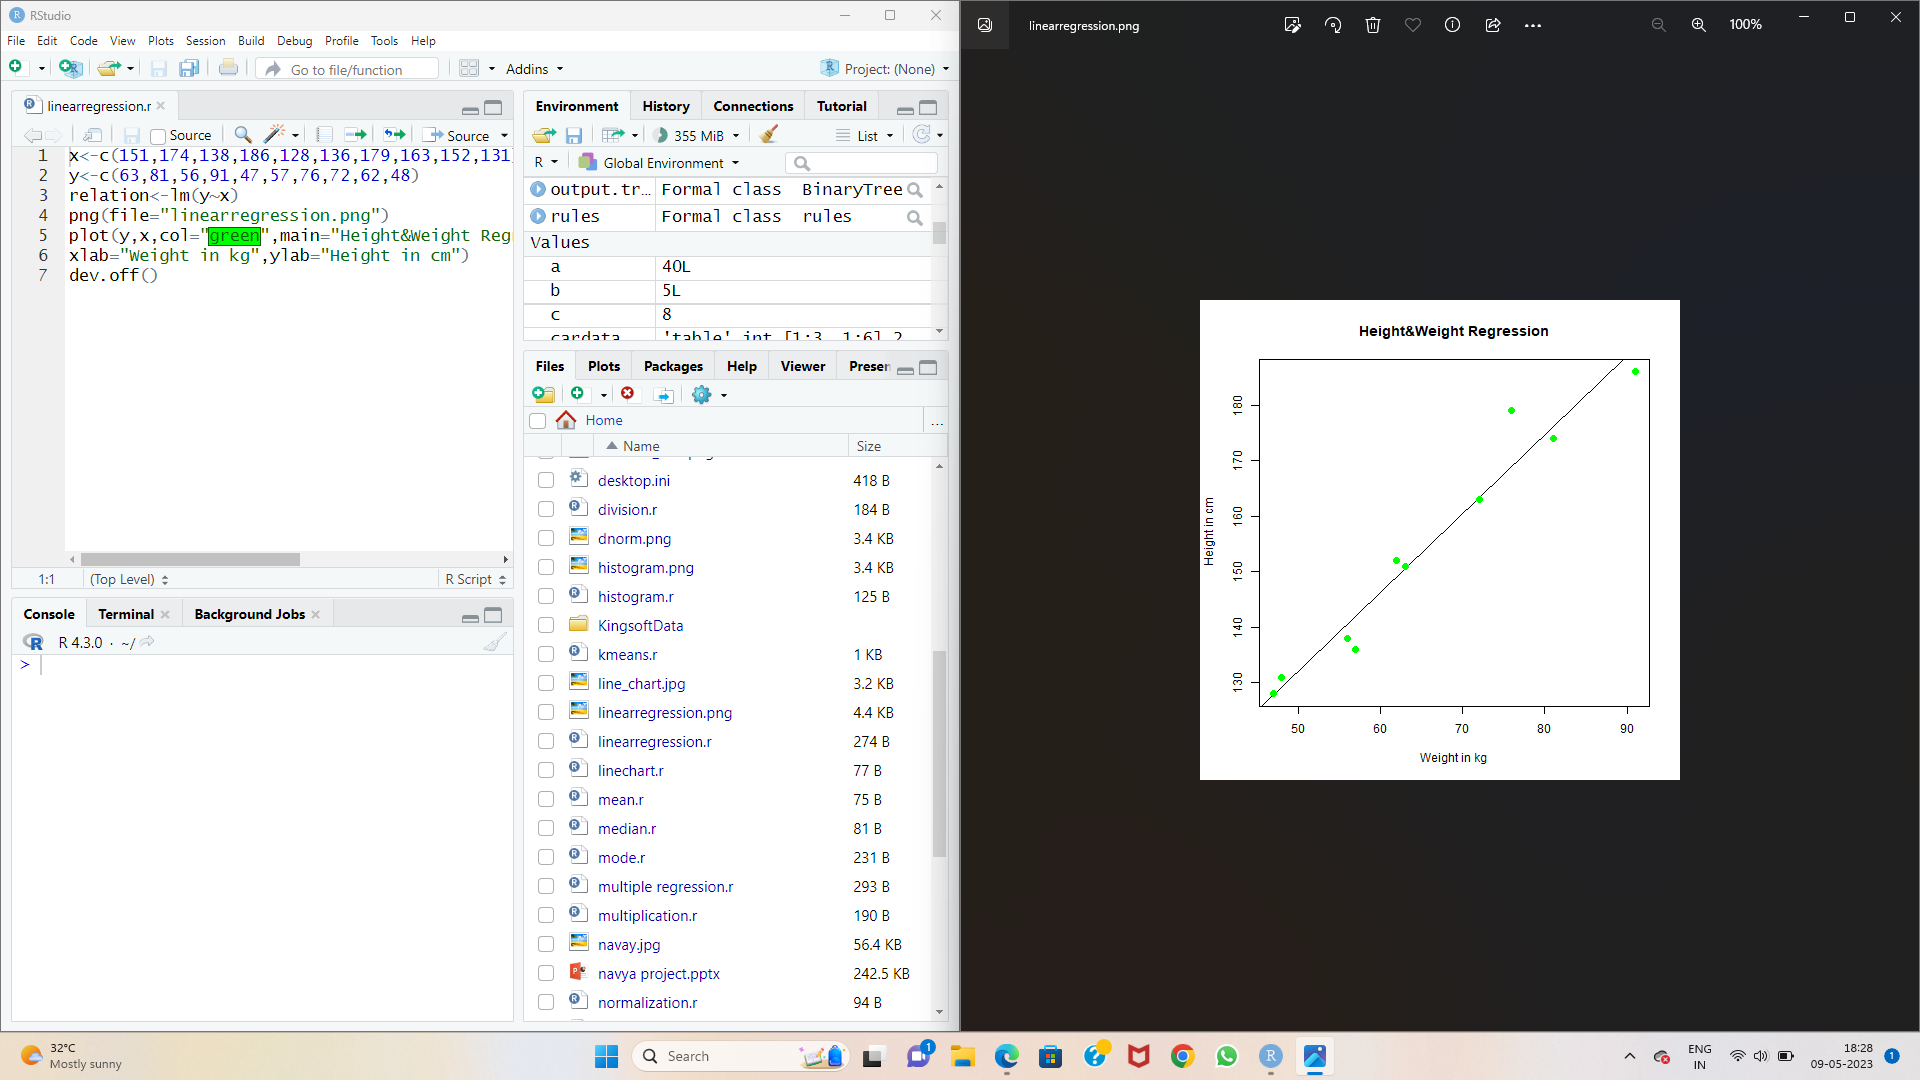 RStudio
File Edit Code View Plots Session Build Debug Profile Tools Help
Go to file/function
Addins
Project: (None)
linearregression.r
Source
Source
1 x<-c(151,174,138,186,128,136,179,163,152,131)
2 y<-c(63,81,56,91,47,57,76,72,62,48)
3 relation<-lm(y~x)
4 png(file="linearregression.png")
5 plot(y,x,col="green",main="Height&Weight Reg
6 xlab="Weight in kg",ylab="Height in cm")
7 dev.off()
1:1 (Top Level) R Script
Console Terminal Background Jobs
R 4.3.0 · ~/
>
Environment History Connections Tutorial
355 MiB List
R Global Environment
output.tr… Formal class BinaryTree
rules Formal class rules
Values
a 40L
b 5L
c 8
cardata 'table' int [1:3, 1:6] 2
Files Plots Packages Help Viewer Presen
Home ...
Name Size
desktop.ini 418 B
division.r 184 B
dnorm.png 3.4 KB
histogram.png 3.4 KB
histogram.r 125 B
KingsoftData
kmeans.r 1 KB
line_chart.jpg 3.2 KB
linearregression.png 4.4 KB
linearregression.r 274 B
linechart.r 77 B
mean.r 75 B
median.r 81 B
mode.r 231 B
multiple regression.r 293 B
multiplication.r 190 B
navay.jpg 56.4 KB
navya project.pptx 242.5 KB
normalization.r 94 B
linearregression.png
100%
Height&Weight Regression
Height in cm
180
170
160
150
140
130
50 60 70 80 90
Weight in kg
32°C
Mostly sunny
Search
1
ENG
IN
18:28
09-05-2023
1